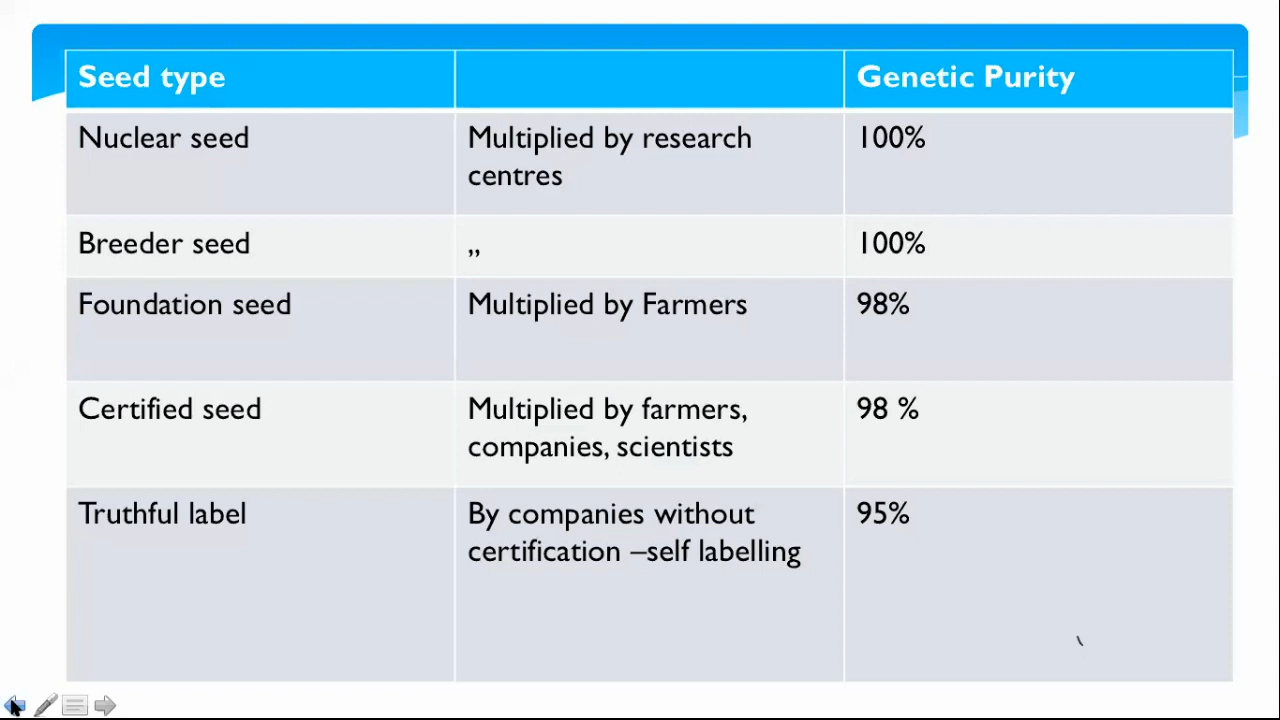 Seed type Genetic Purity
Nuclear seed Multiplied by research 100%
centres
Breeder seed ,, 100%
Foundation seed Multiplied by Farmers 98%
Certified seed Multiplied by farmers, 98 %
companies, scientists
Truthful label By companies without 95%
certification –self labelling